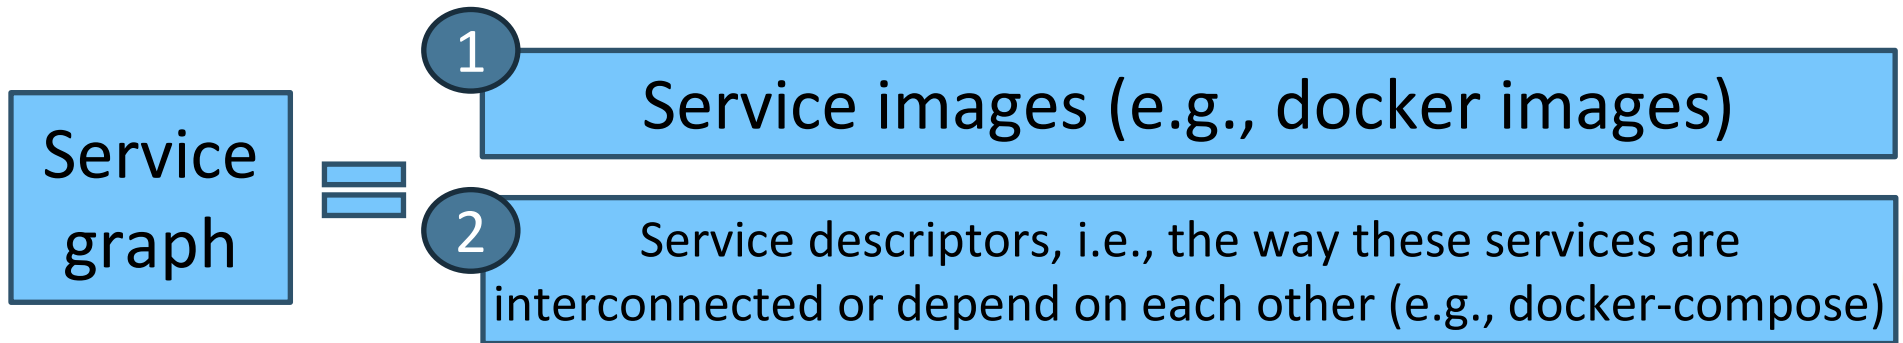 Service
graph
1
Service images (e.g., docker images)
2
Service descriptors, i.e., the way these services are
interconnected or depend on each other (e.g., docker-compose)